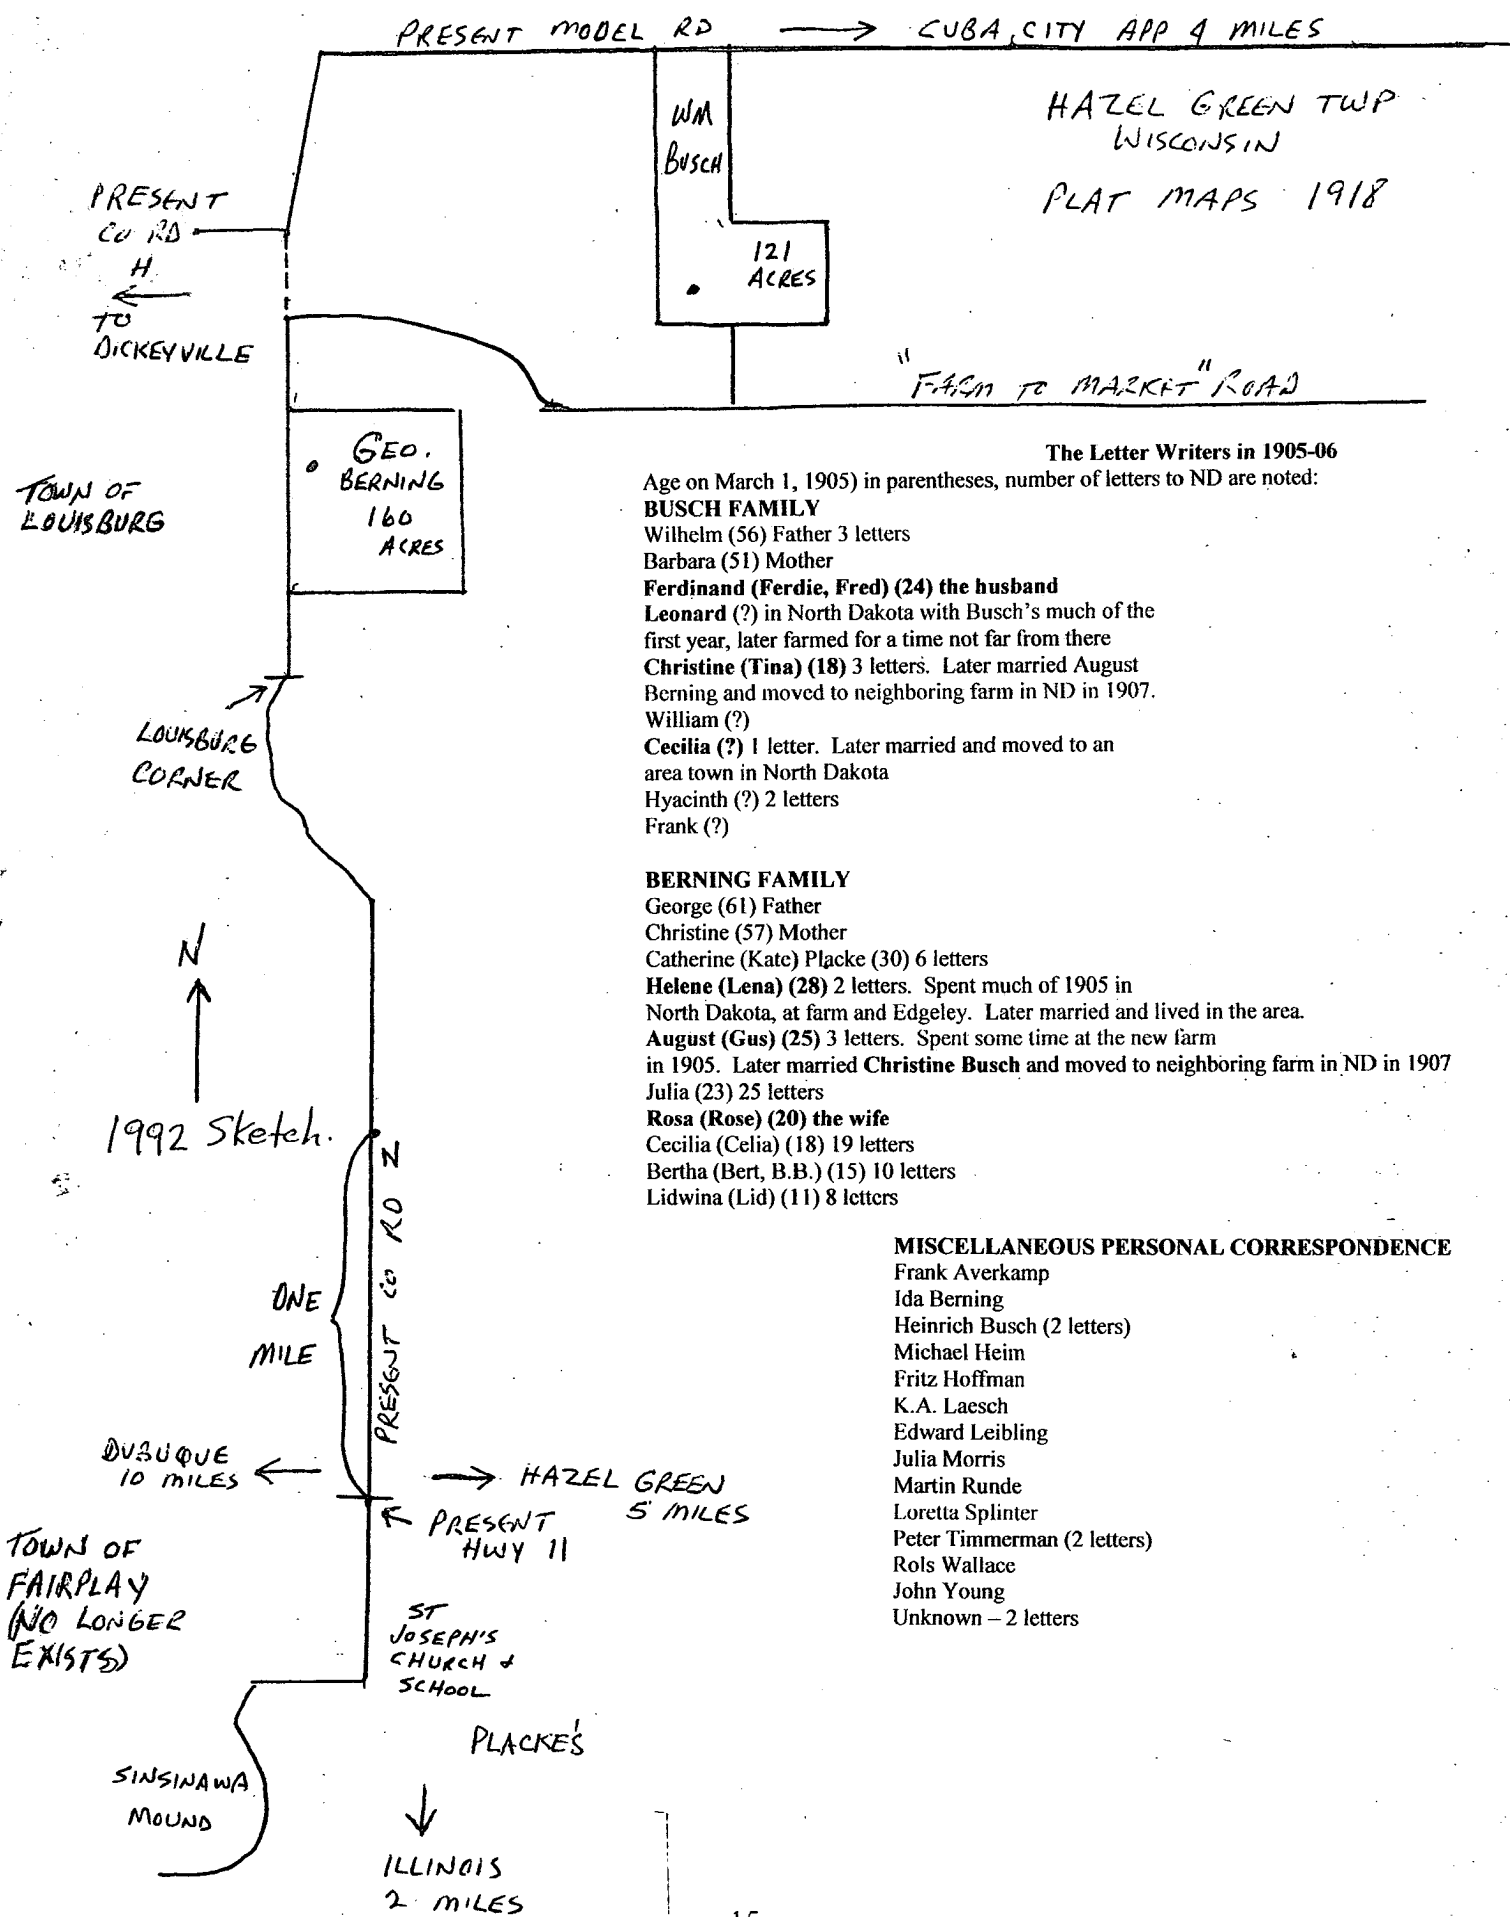 PRESENT MODEL RD → CUBA CITY APP 4 MILES
HAZEL GREEN TWP
WISCONSIN
PLAT MAPS 1918
WM
BUSCH
121
ACRES
PRESENT
CO RD
H
←
TO
DICKEYVILLE
"FARM TO MARKET" ROAD
GEO.
BERNING
160
ACRES
TOWN OF
LOUISBURG
LOUISBURG
CORNER
The Letter Writers in 1905-06
Age on March 1, 1905) in parentheses, number of letters to ND are noted:
BUSCH FAMILY
Wilhelm (56) Father 3 letters
Barbara (51) Mother
Ferdinand (Ferdie, Fred) (24) the husband
Leonard (?) in North Dakota with Busch's much of the
first year, later farmed for a time not far from there
Christine (Tina) (18) 3 letters. Later married August
Berning and moved to neighboring farm in ND in 1907.
William (?)
Cecilia (?) 1 letter. Later married and moved to an
area town in North Dakota
Hyacinth (?) 2 letters
Frank (?)
BERNING FAMILY
George (61) Father
Christine (57) Mother
Catherine (Kate) Placke (30) 6 letters
Helene (Lena) (28) 2 letters. Spent much of 1905 in
North Dakota, at farm and Edgeley. Later married and lived in the area.
August (Gus) (25) 3 letters. Spent some time at the new farm
in 1905. Later married Christine Busch and moved to neighboring farm in ND in 1907
Julia (23) 25 letters
Rosa (Rose) (20) the wife
Cecilia (Celia) (18) 19 letters
Bertha (Bert, B.B.) (15) 10 letters
Lidwina (Lid) (11) 8 letters
MISCELLANEOUS PERSONAL CORRESPONDENCE
Frank Averkamp
Ida Berning
Heinrich Busch (2 letters)
Michael Heim
Fritz Hoffman
K.A. Laesch
Edward Leibling
Julia Morris
Martin Runde
Loretta Splinter
Peter Timmerman (2 letters)
Rols Wallace
John Young
Unknown – 2 letters
N
1992 Sketch.
PRESENT CO RD Z
ONE
MILE
DUBUQUE
10 MILES ←
→ HAZEL GREEN
5 MILES
PRESENT
HWY 11
TOWN OF
FAIRPLAY
(NO LONGER
EXISTS)
ST
JOSEPH'S
CHURCH &
SCHOOL
PLACKE'S
SINSINAWA
MOUND
ILLINOIS
2 MILES